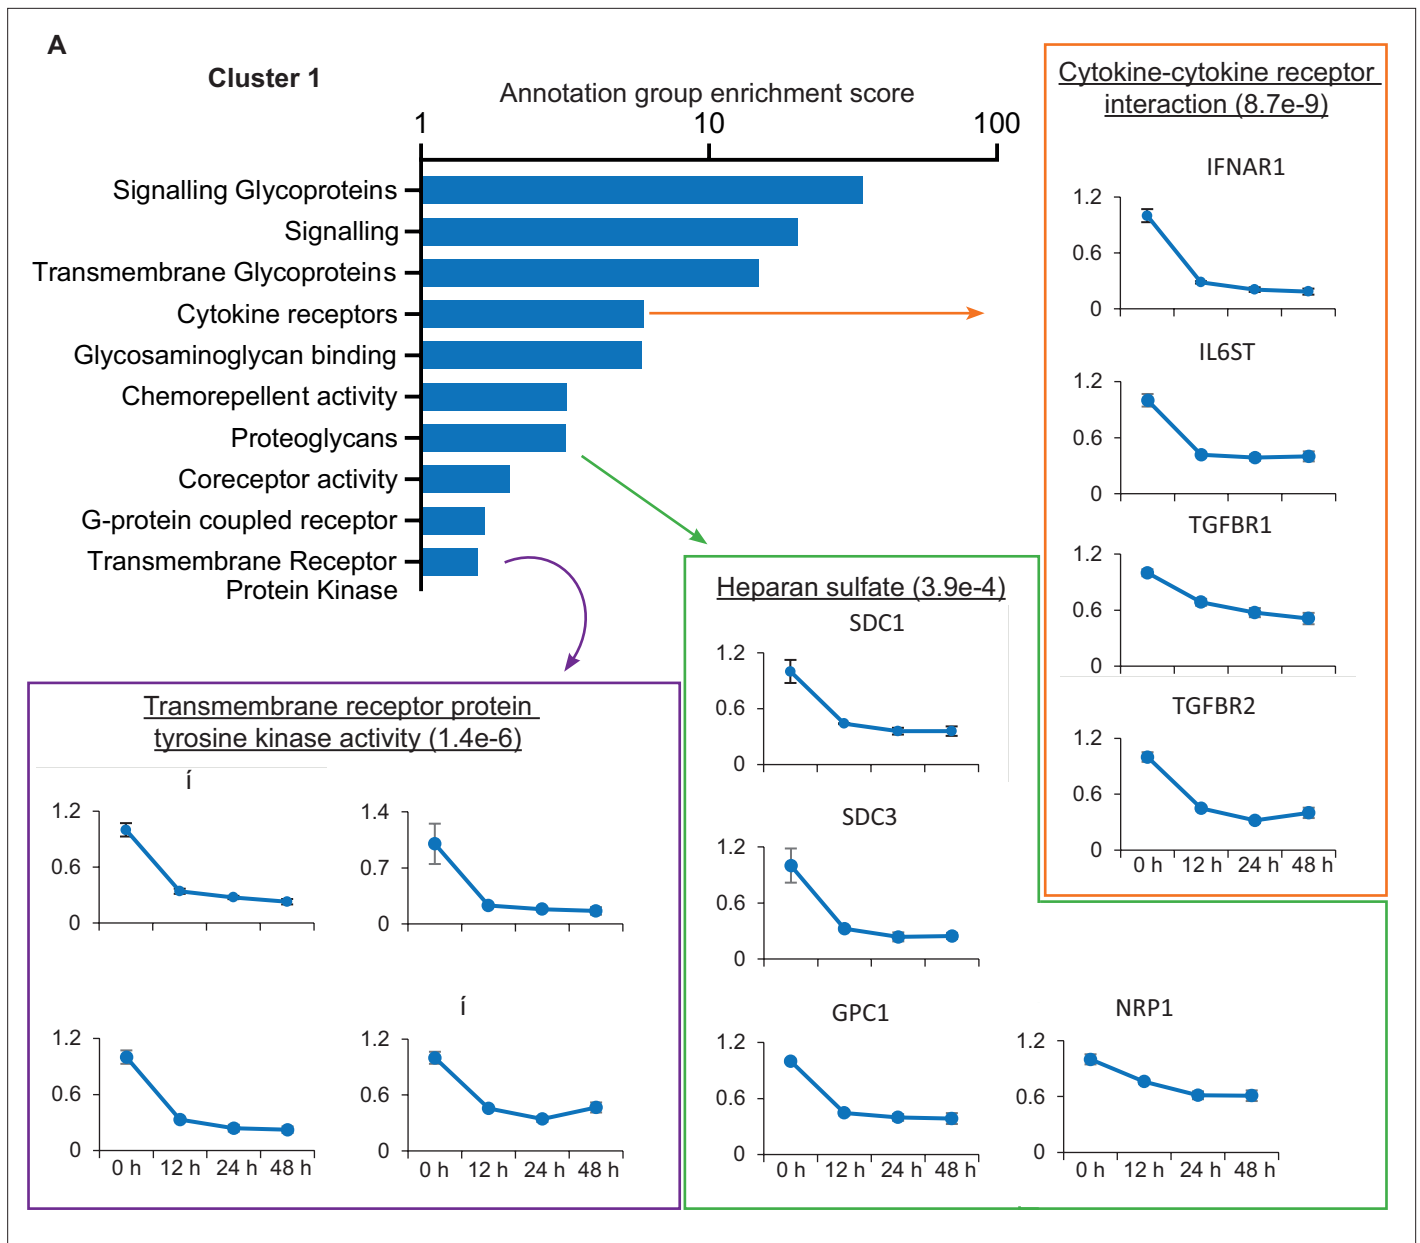 A
Cluster 1
Annotation group enrichment score
1
10
100
Signalling Glycoproteins
Signalling
Transmembrane Glycoproteins
Cytokine receptors
Glycosaminoglycan binding
Chemorepellent activity
Proteoglycans
Coreceptor activity
G-protein coupled receptor
Transmembrane Receptor
Protein Kinase
Cytokine-cytokine receptor
interaction (8.7e-9)
IFNAR1
1.2
0.6
0
IL6ST
1.2
0.6
0
TGFBR1
1.2
0.6
0
TGFBR2
1.2
0.6
0
0 h 12 h 24 h 48 h
Heparan sulfate (3.9e-4)
SDC1
1.2
0.6
0
SDC3
1.2
0.6
0
GPC1
1.2
0.6
0
0 h 12 h 24 h 48 h
NRP1
1.2
0.6
0
0 h 12 h 24 h 48 h
Transmembrane receptor protein
tyrosine kinase activity (1.4e-6)
í
1.2
0.6
0
1.4
0.7
0
1.2
0.6
0
0 h 12 h 24 h 48 h
í
1.2
0.6
0
0 h 12 h 24 h 48 h